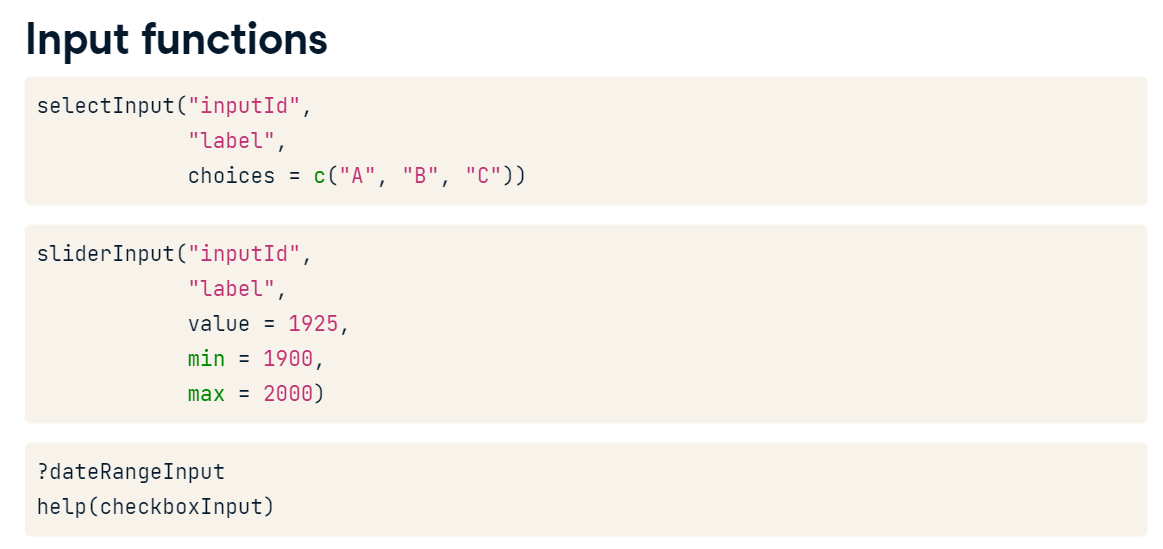 Input functions
selectInput("inputId",
            "label",
            choices = c("A", "B", "C"))
sliderInput("inputId",
            "label",
            value = 1925,
            min = 1900,
            max = 2000)
?dateRangeInput
help(checkboxInput)